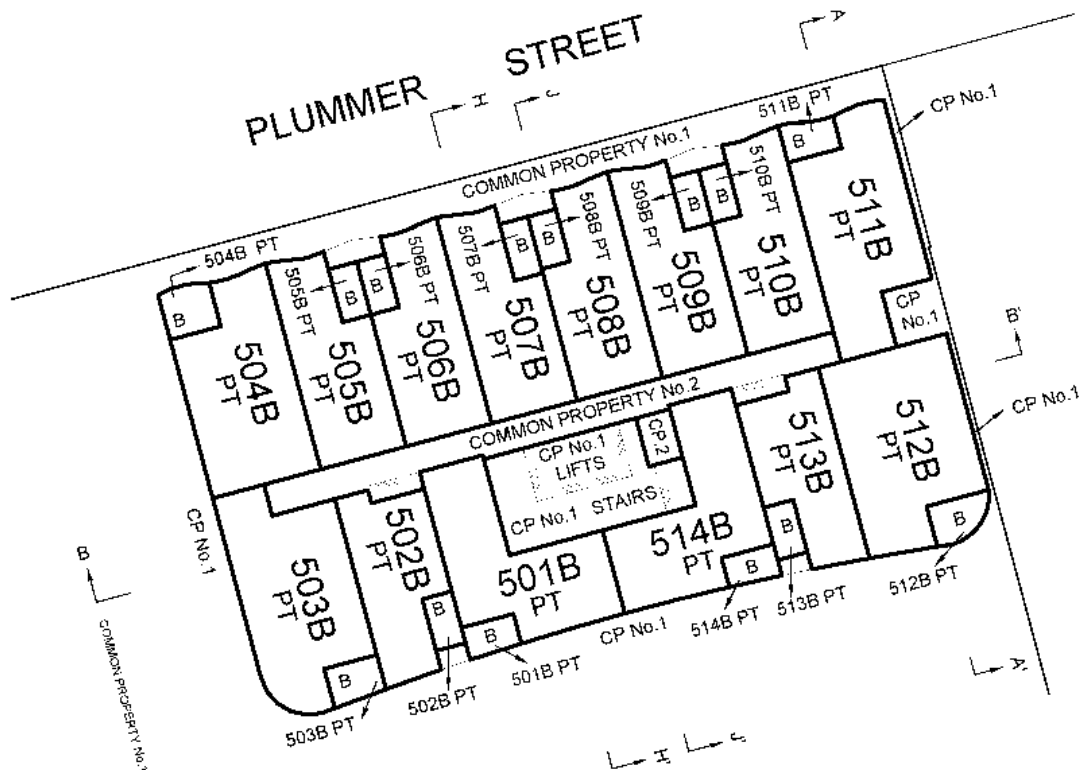 PLUMMER STREET
A
H
J
COMMON PROPERTY No.1
511B PT
CP No.1
504B PT
B
505B PT
B
B
506B PT
507B PT
B
B
508B PT
509B PT
B
B
510B PT
B
504B
PT
505B
PT
506B
PT
507B
PT
508B
PT
509B
PT
510B
PT
511B
PT
CP
No.1
B'
COMMON PROPERTY No.2
CP No.1
LIFTS
CP 2
CP No.1 STAIRS
CP No.1
CP No.1
503B
PT
502B
PT
501B
PT
514B
PT
513B
PT
512B
PT
B
B
B
B
B
B
B
503B PT
502B PT
501B PT
CP No.1
514B PT
513B PT
512B PT
COMMON PROPERTY No.
A'
H'
J'